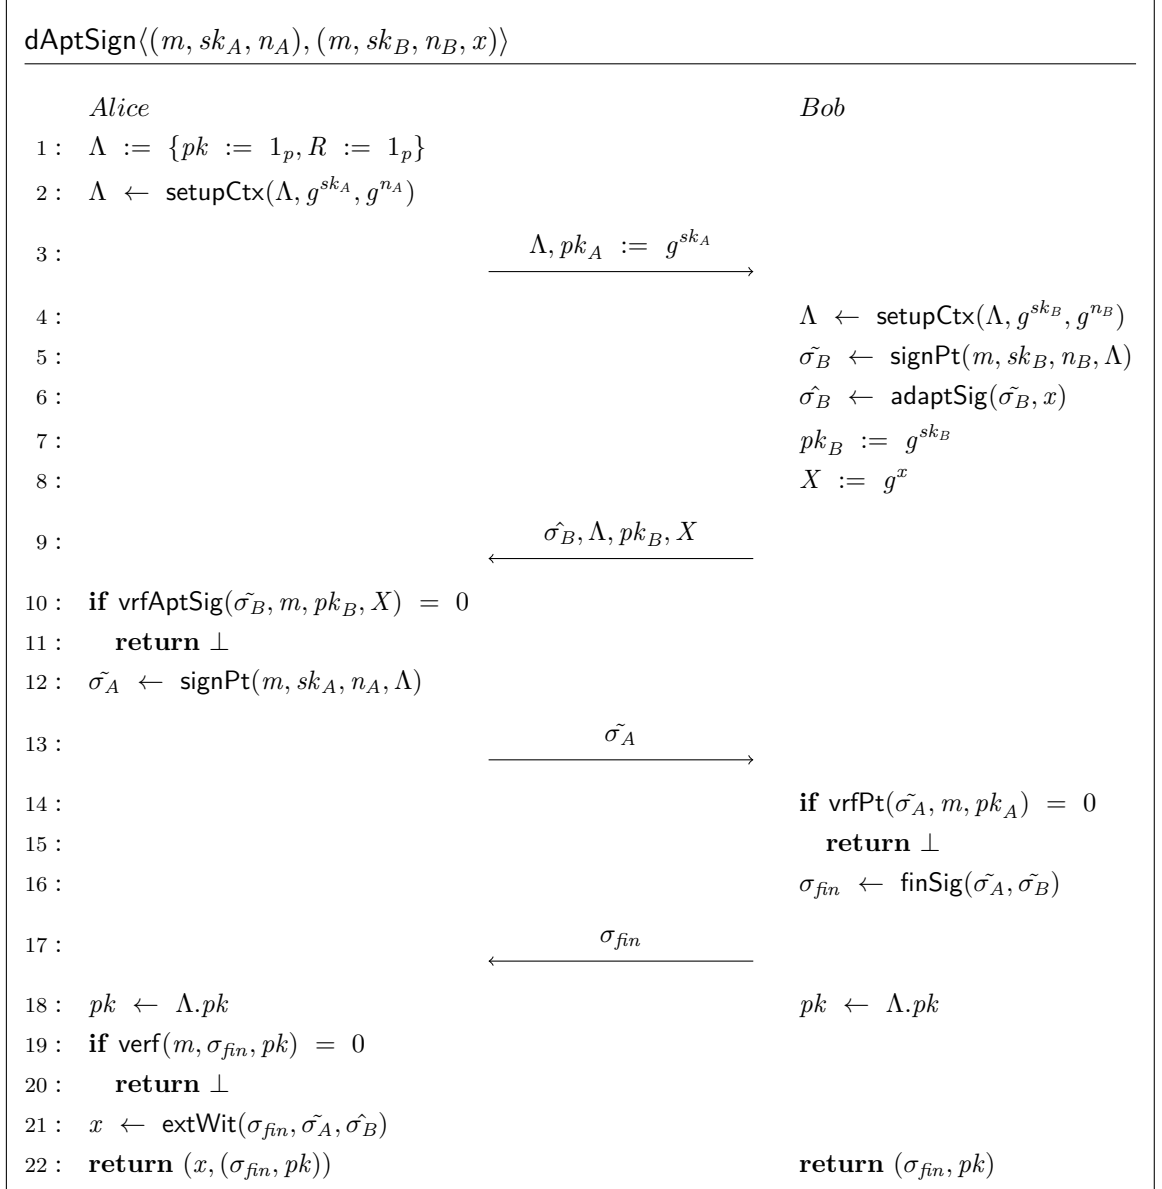 dAptSign⟨(m, sk_A, n_A), (m, sk_B, n_B, x)⟩
Alice Bob
1 : Λ := {pk := 1_p, R := 1_p}
2 : Λ ← setupCtx(Λ, g^{sk_A}, g^{n_A})
3 : Λ, pk_A := g^{sk_A}
4 : Λ ← setupCtx(Λ, g^{sk_B}, g^{n_B})
5 : σ̃_B ← signPt(m, sk_B, n_B, Λ)
6 : σ̂_B ← adaptSig(σ̃_B, x)
7 : pk_B := g^{sk_B}
8 : X := g^x
9 : σ̂_B, Λ, pk_B, X
10 : if vrfAptSig(σ̃_B, m, pk_B, X) = 0
11 : return ⊥
12 : σ̃_A ← signPt(m, sk_A, n_A, Λ)
13 : σ̃_A
14 : if vrfPt(σ̃_A, m, pk_A) = 0
15 : return ⊥
16 : σ_fin ← finSig(σ̃_A, σ̃_B)
17 : σ_fin
18 : pk ← Λ.pk pk ← Λ.pk
19 : if verf(m, σ_fin, pk) = 0
20 : return ⊥
21 : x ← extWit(σ_fin, σ̃_A, σ̂_B)
22 : return (x, (σ_fin, pk)) return (σ_fin, pk)